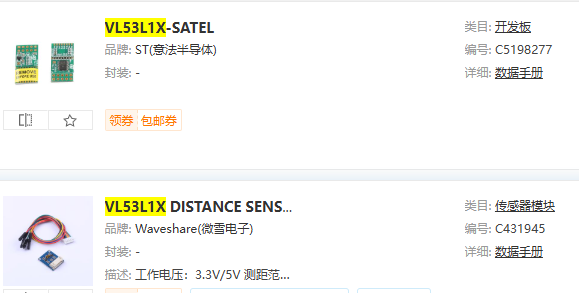 VL53L1X-SATEL
品牌: ST(意法半导体)
封装: -
类目: 开发板
编号: C5198277
详细: 数据手册
领券 包邮券
VL53L1X DISTANCE SENS...
品牌: Waveshare(微雪电子)
封装: -
描述: 工作电压：3.3V/5V 测距范...
类目: 传感器模块
编号: C431945
详细: 数据手册